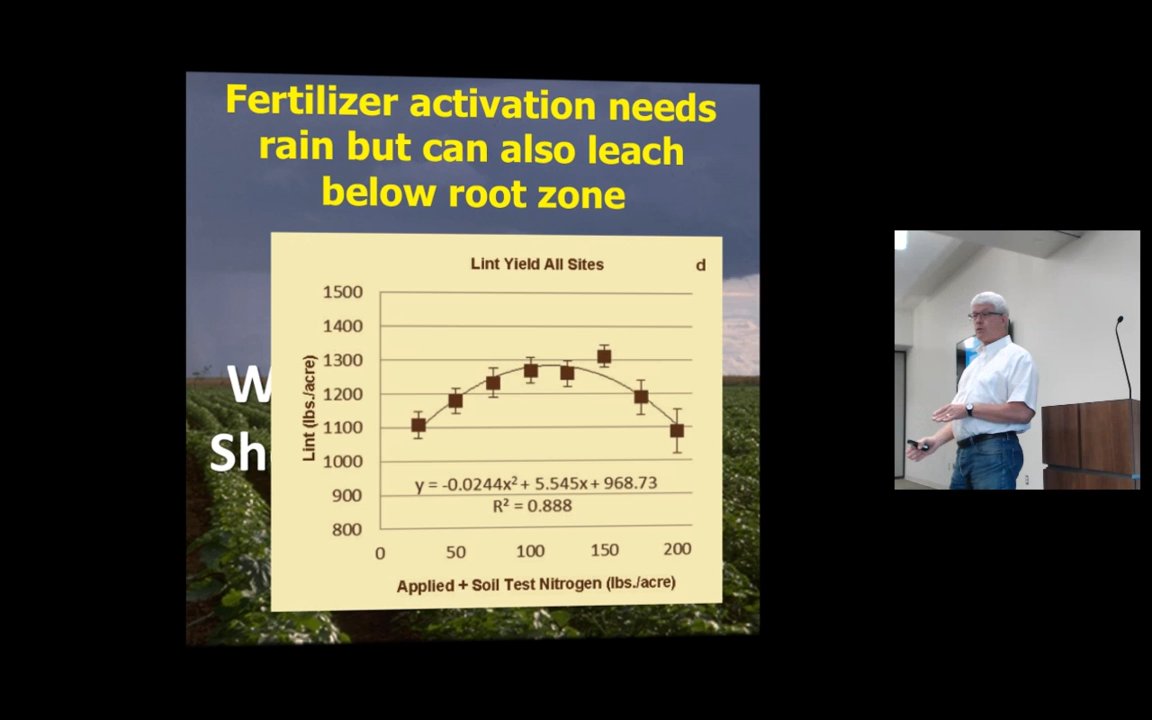 Fertilizer activation needs
rain but can also leach
below root zone
Lint Yield All Sites
d
1500
1400
1300
1200
1100
1000
900
800
Lint (lbs./acre)
y = -0.0244x² + 5.545x + 968.73
R² = 0.888
0 50 100 150 200
Applied + Soil Test Nitrogen (lbs./acre)
W
Sh